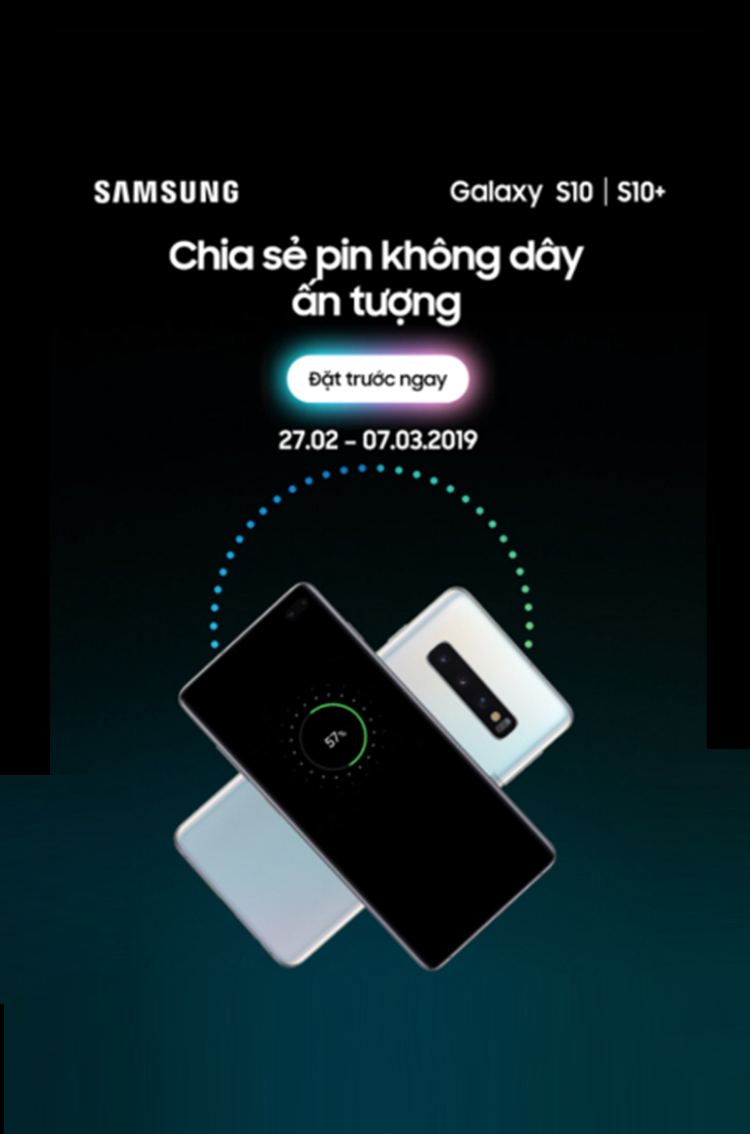 SAMSUNG
Galaxy S10 | S10+
Chia sẻ pin không dây
ấn tượng
Đặt trước ngay
27.02 – 07.03.2019
57%